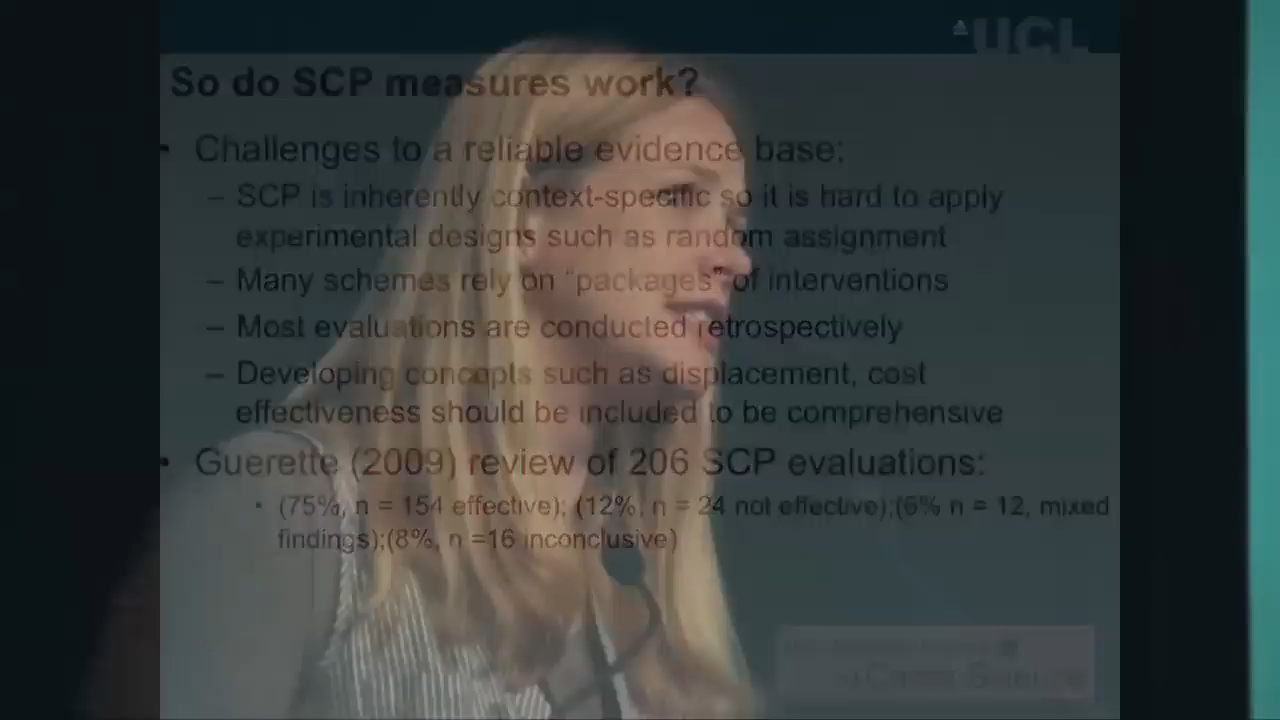 UCL
So do SCP measures work?
• Challenges to a reliable evidence base:
– SCP is inherently context-specific so it is hard to apply
experimental designs such as random assignment
– Many schemes rely on "packages" of interventions
– Most evaluations are conducted retrospectively
– Developing concepts such as displacement, cost
effectiveness should be included to be comprehensive
• Guerette (2009) review of 206 SCP evaluations:
• (75%, n = 154 effective); (12%, n = 24 not effective);(6% n = 12, mixed
findings);(8%, n =16 inconclusive)